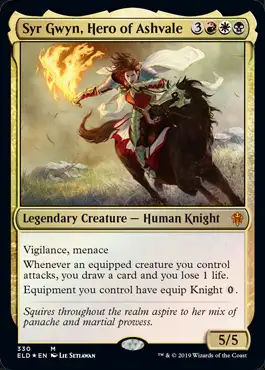 Syr Gwyn, Hero of Ashvale 3
Legendary Creature — Human Knight
Vigilance, menace
Whenever an equipped creature you control
attacks, you draw a card and you lose 1 life.
Equipment you control have equip Knight 0.
Squires throughout the realm aspire to her mix of
panache and martial prowess.
5/5
330 M
ELD ★ EN Lie Setiawan
™ & © 2019 Wizards of the Coast